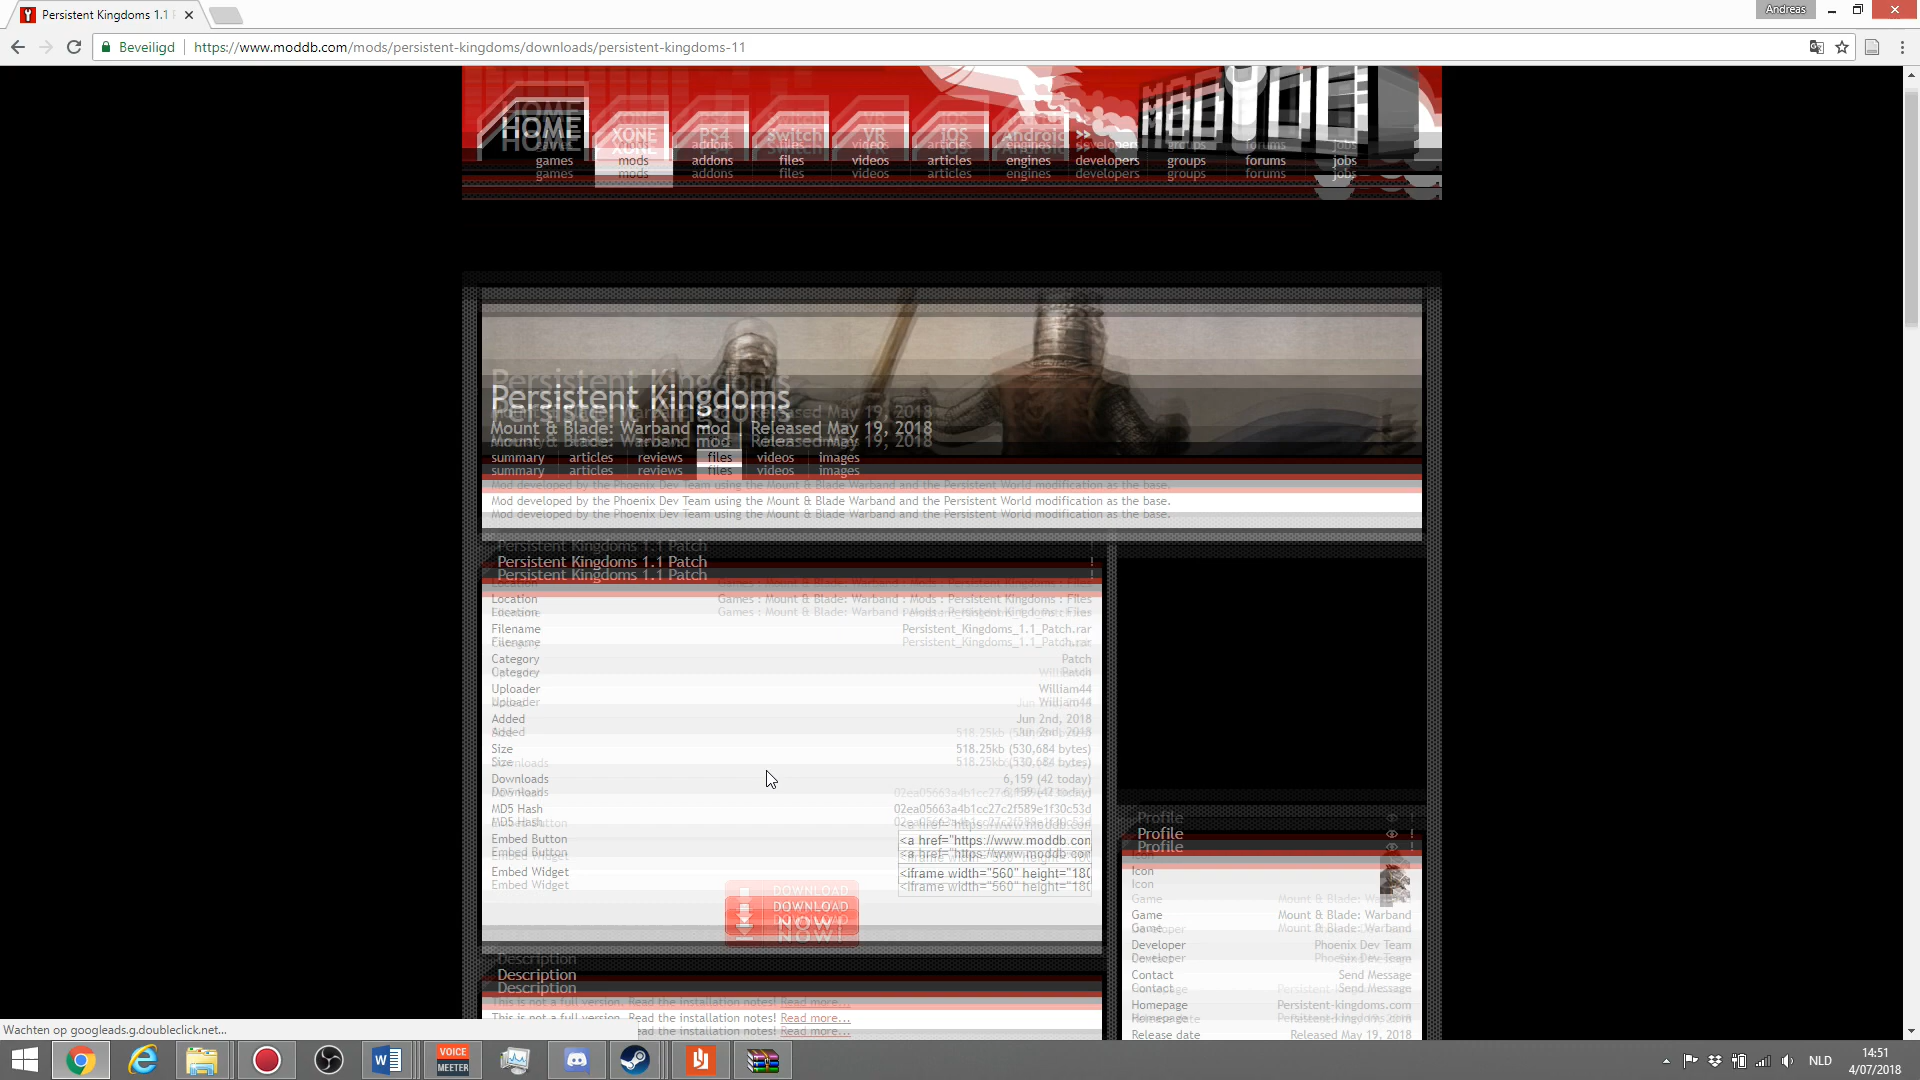 Persistent Kingdoms 1.1 P
Andreas
Beveiligd https://www.moddb.com/mods/persistent-kingdoms/downloads/persistent-kingdoms-11
HOME XONE PS4 Switch VR iOS Android »
games mods addons files videos articles engines developers groups forums jobs
Persistent Kingdoms
Mount & Blade: Warband mod | Released May 19, 2018
summary articles reviews files videos images
Mod developed by the Phoenix Dev Team using the Mount & Blade Warband and the Persistent World modification as the base.
Persistent Kingdoms 1.1 Patch
Location Games : Mount & Blade: Warband : Mods : Persistent Kingdoms : Files
Filename Persistent_Kingdoms_1.1_Patch.rar
Category Patch
Uploader William44
Added Jun 2nd, 2018
Size 518.25kb (530,684 bytes)
Downloads 6,159 (42 today)
MD5 Hash 02ea05663a4b1cc27c2f589e1f30c53d
Embed Button <a href="https://www.moddb.con
Embed Widget <iframe width="560" height="180
DOWNLOAD
NOW!
Description
This is not a full version. Read the installation notes! Read more...
Profile
Icon
Game Mount & Blade: Warband
Developer Phoenix Dev Team
Contact Send Message
Homepage Persistent-kingdoms.com
Release date Released May 19, 2018
Wachten op googleads.g.doubleclick.net...
VOICE
MEETER
NLD
14:51
4/07/2018